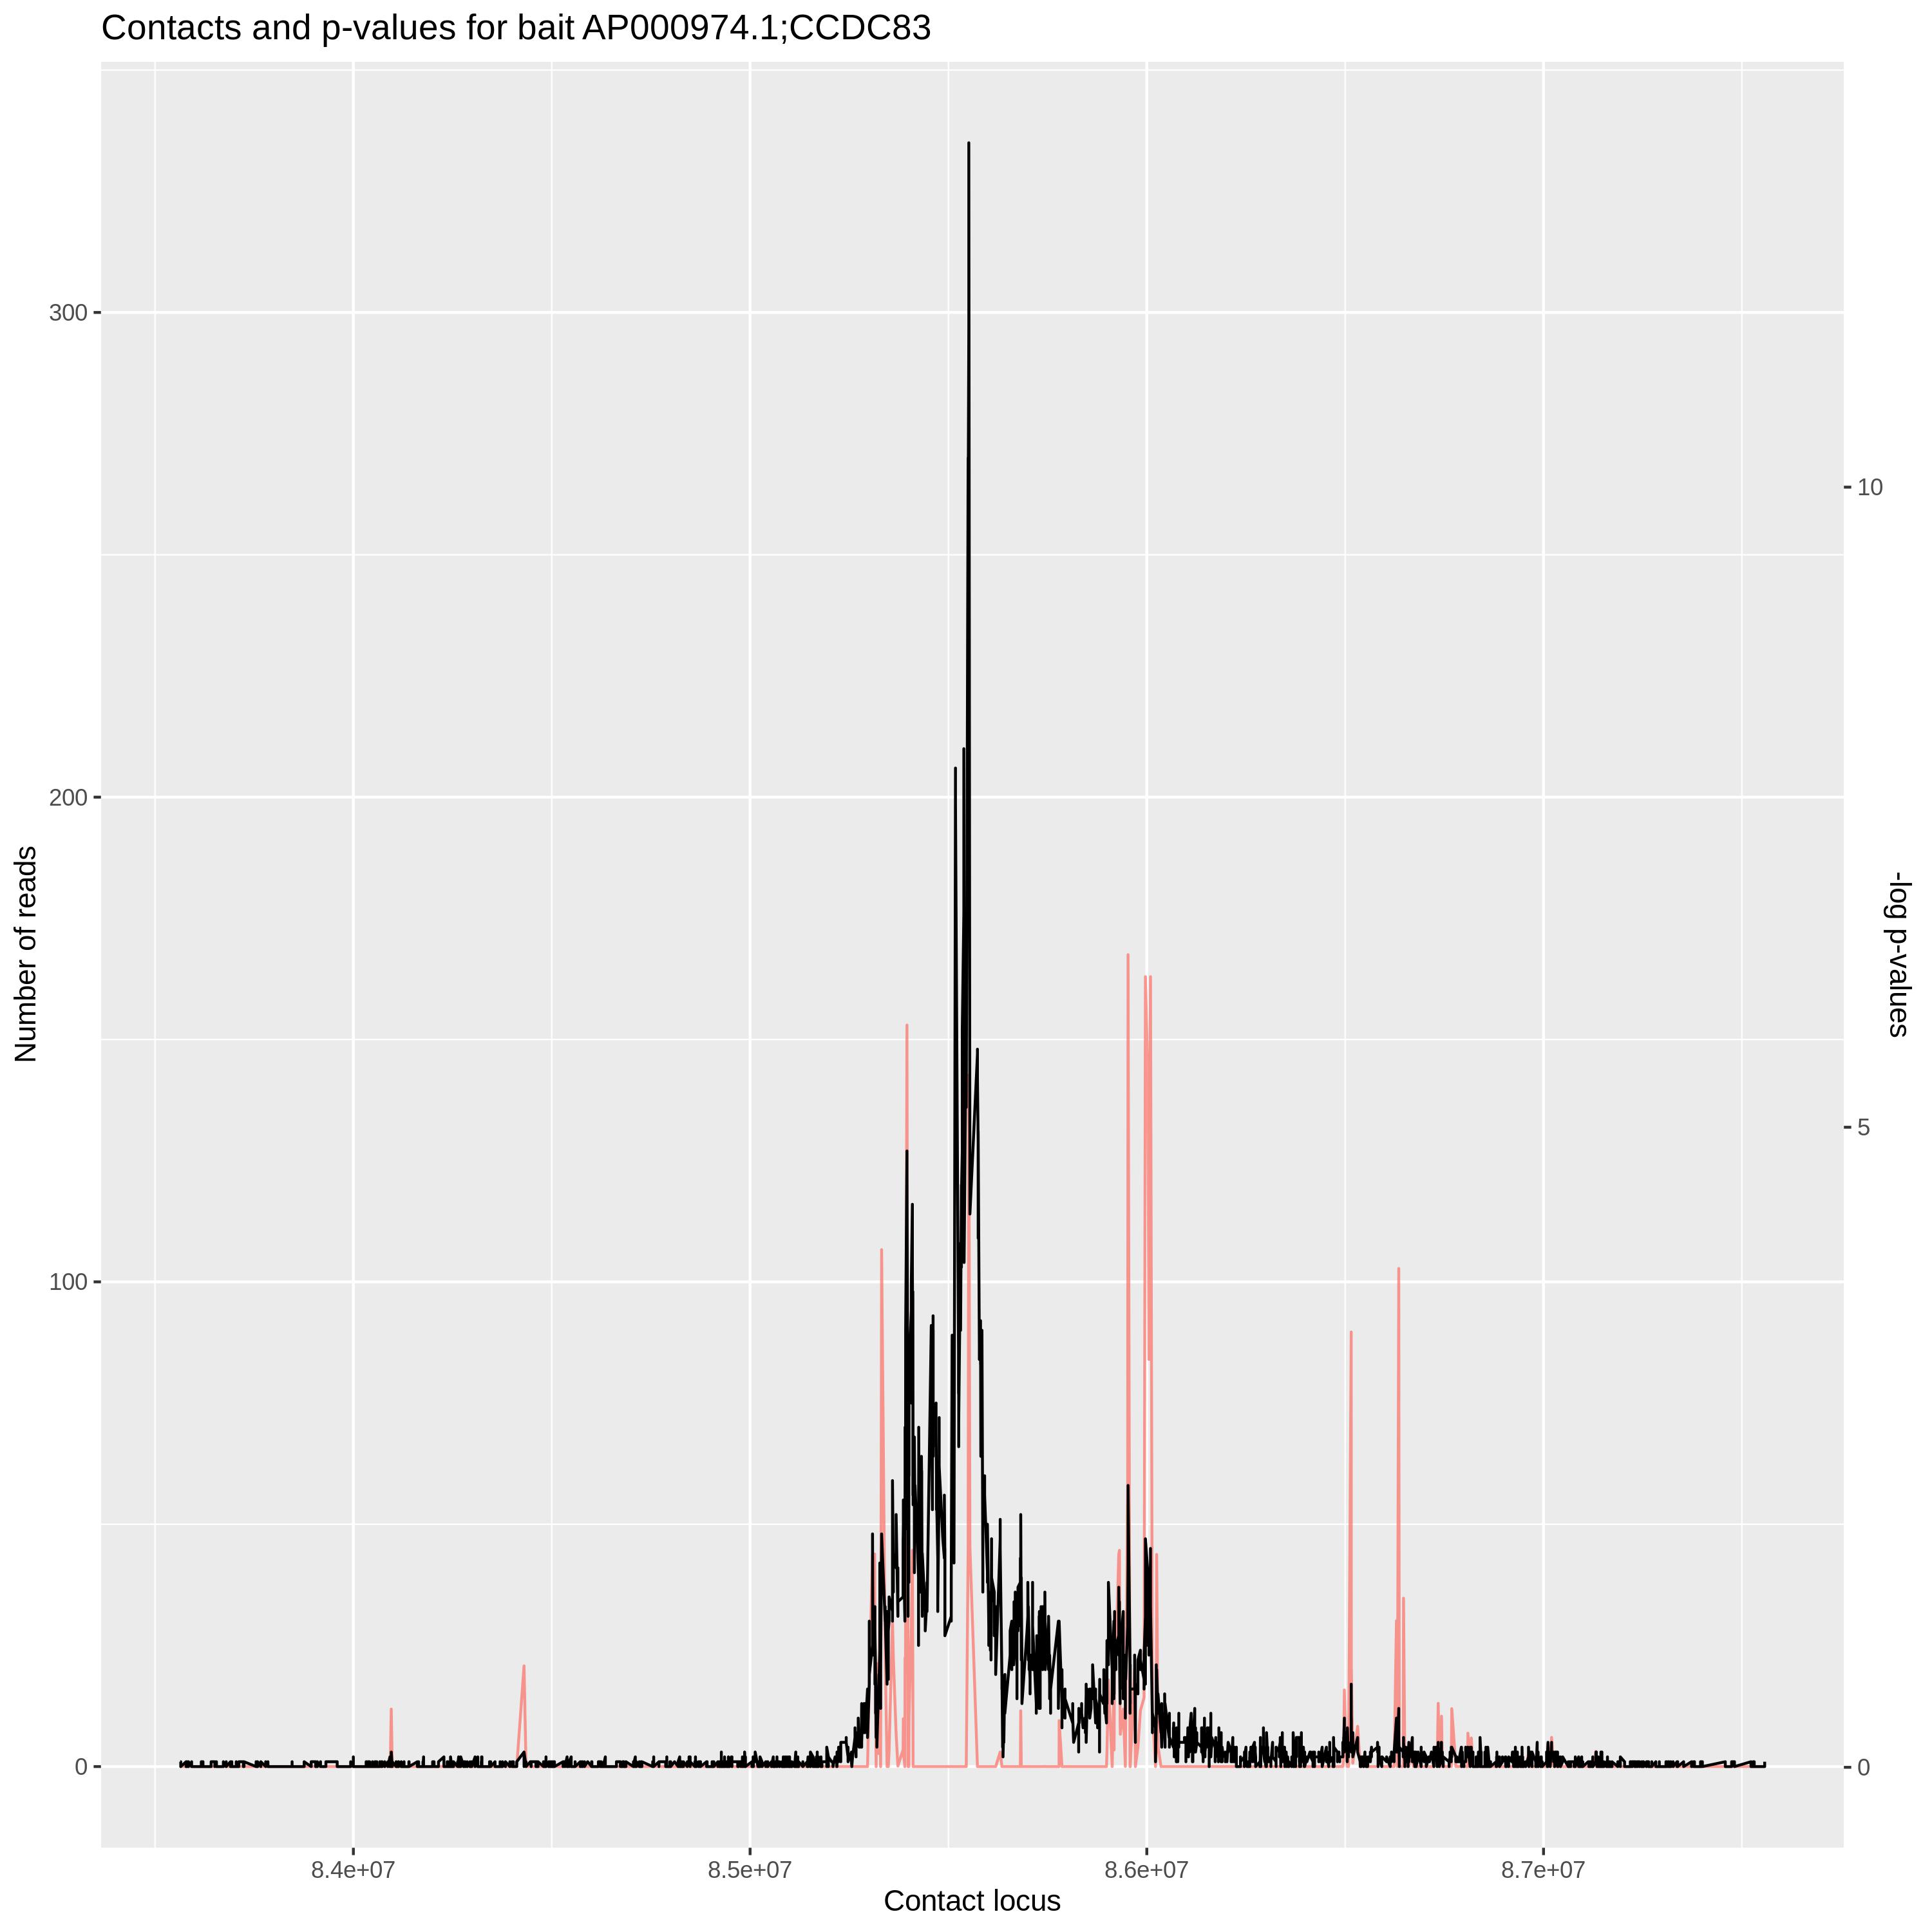 Contacts and p-values for bait AP000974.1;CCDC83
300
200
100
0
Number of reads
10
5
0
-log p-values
8.4e+07
8.5e+07
8.6e+07
8.7e+07
Contact locus